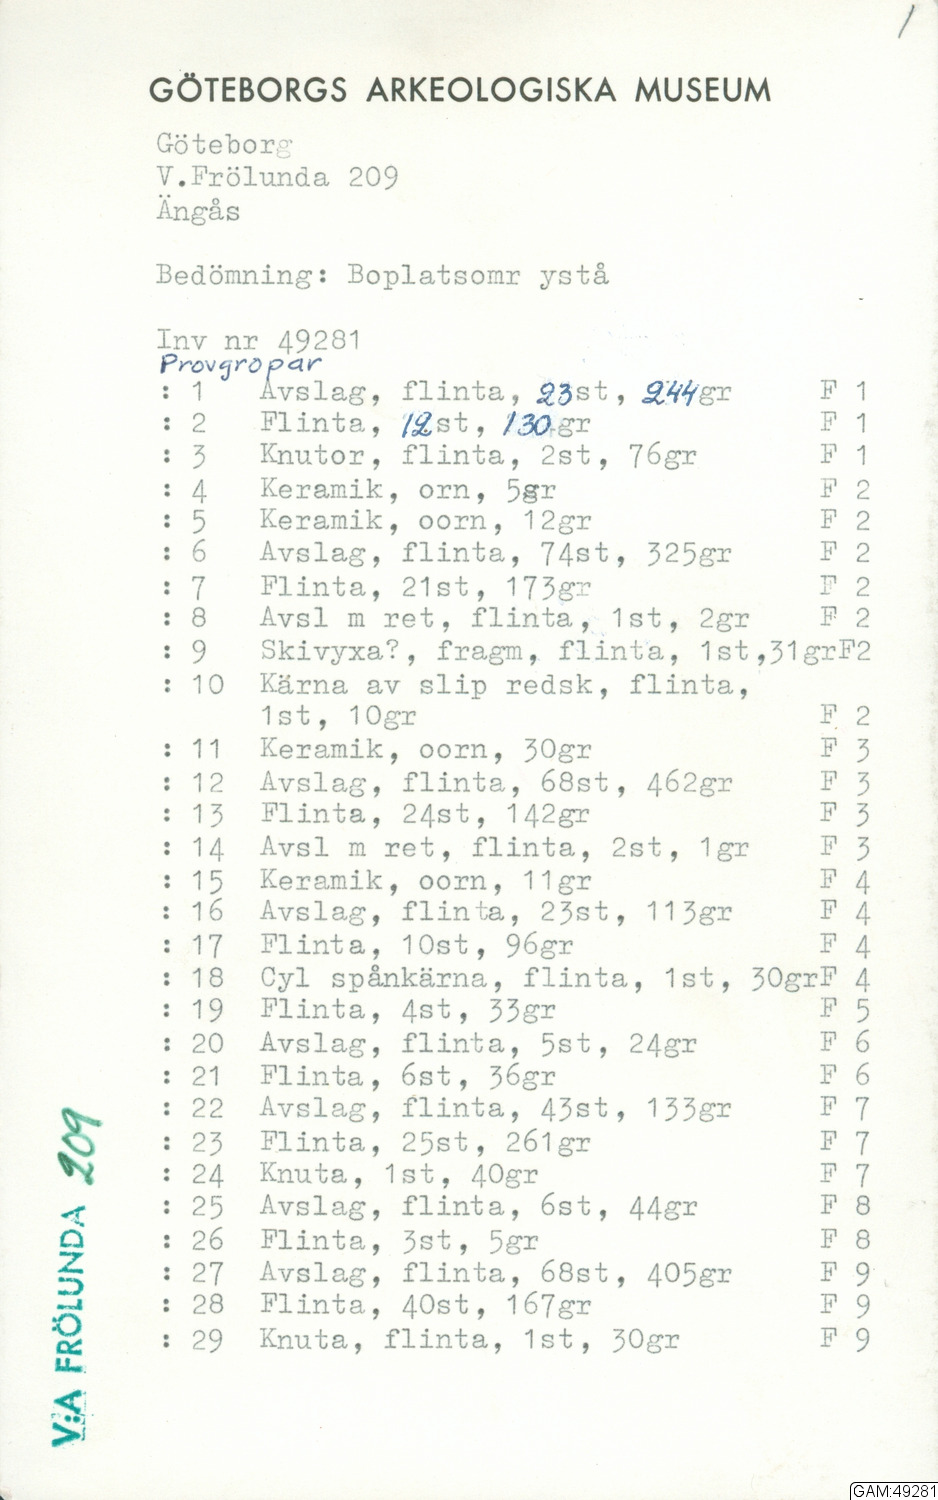 1
GÖTEBORGS ARKEOLOGISKA MUSEUM
Göteborg
V.Frölunda 209
Ängås
Bedömning: Boplatsomr ystå
Inv nr 49281
Provgropar
: 1 Avslag, flinta, 23st, 244gr F 1
: 2 Flinta, 12st, 130gr F 1
: 3 Knutor, flinta, 2st, 76gr F 1
: 4 Keramik, orn, 5gr F 2
: 5 Keramik, oorn, 12gr F 2
: 6 Avslag, flinta, 74st, 325gr F 2
: 7 Flinta, 21st, 173gr F 2
: 8 Avsl m ret, flinta, 1st, 2gr F 2
: 9 Skivyxa?, fragm, flinta, 1st,31grF2
: 10 Kärna av slip redsk, flinta,
1st, 10gr F 2
: 11 Keramik, oorn, 30gr F 3
: 12 Avslag, flinta, 68st, 462gr F 3
: 13 Flinta, 24st, 142gr F 3
: 14 Avsl m ret, flinta, 2st, 1gr F 3
: 15 Keramik, oorn, 11gr F 4
: 16 Avslag, flinta, 23st, 113gr F 4
: 17 Flinta, 10st, 96gr F 4
: 18 Cyl spånkärna, flinta, 1st, 30grF 4
: 19 Flinta, 4st, 33gr F 5
: 20 Avslag, flinta, 5st, 24gr F 6
: 21 Flinta, 6st, 36gr F 6
: 22 Avslag, flinta, 43st, 133gr F 7
: 23 Flinta, 25st, 261gr F 7
: 24 Knuta, 1st, 40gr F 7
: 25 Avslag, flinta, 6st, 44gr F 8
: 26 Flinta, 3st, 5gr F 8
: 27 Avslag, flinta, 68st, 405gr F 9
: 28 Flinta, 40st, 167gr F 9
: 29 Knuta, flinta, 1st, 30gr F 9
V:A FRÖLUNDA 209
GAM:49281